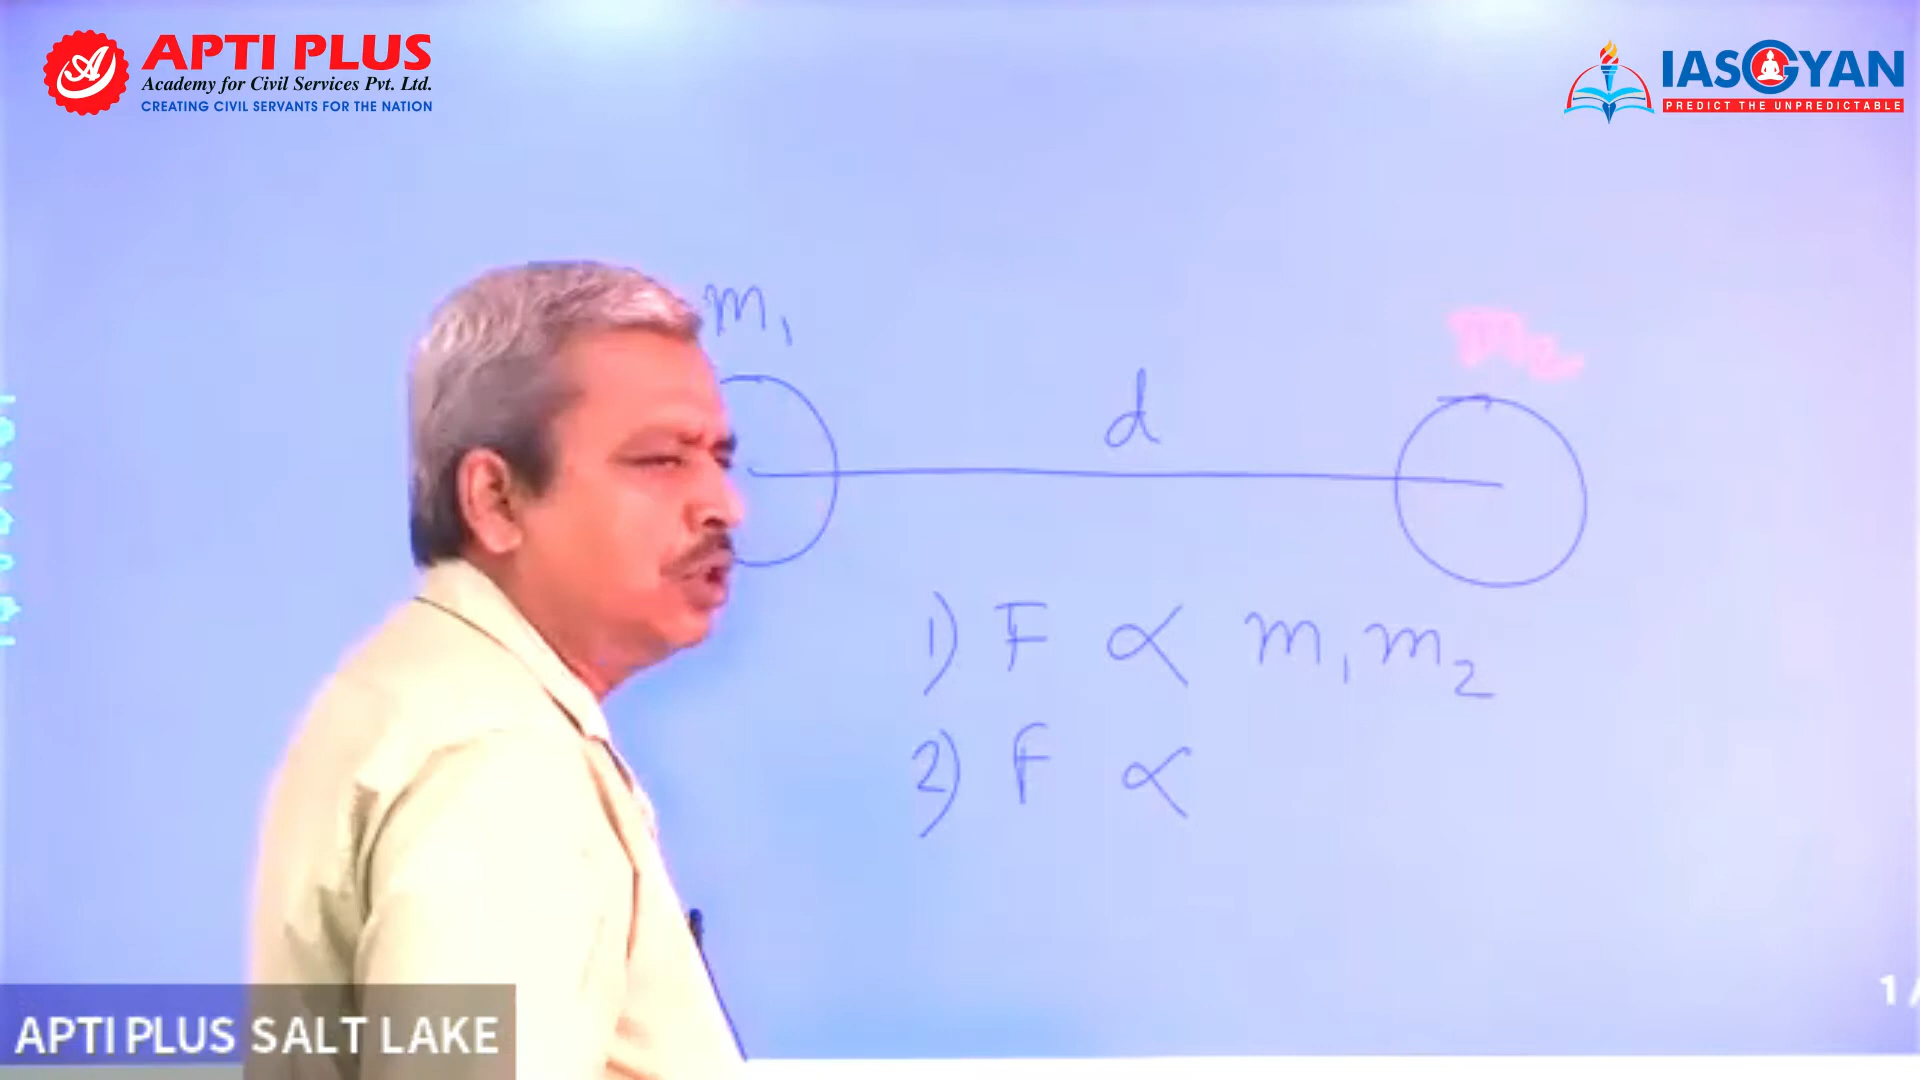 APTI PLUS
Academy for Civil Services Pvt. Ltd.
CREATING CIVIL SERVANTS FOR THE NATION
IASGYAN
PREDICT THE UNPREDICTABLE
m₁
m₂
d
1) F ∝ m₁m₂
2) F ∝
1/
APTI PLUS SALT LAKE